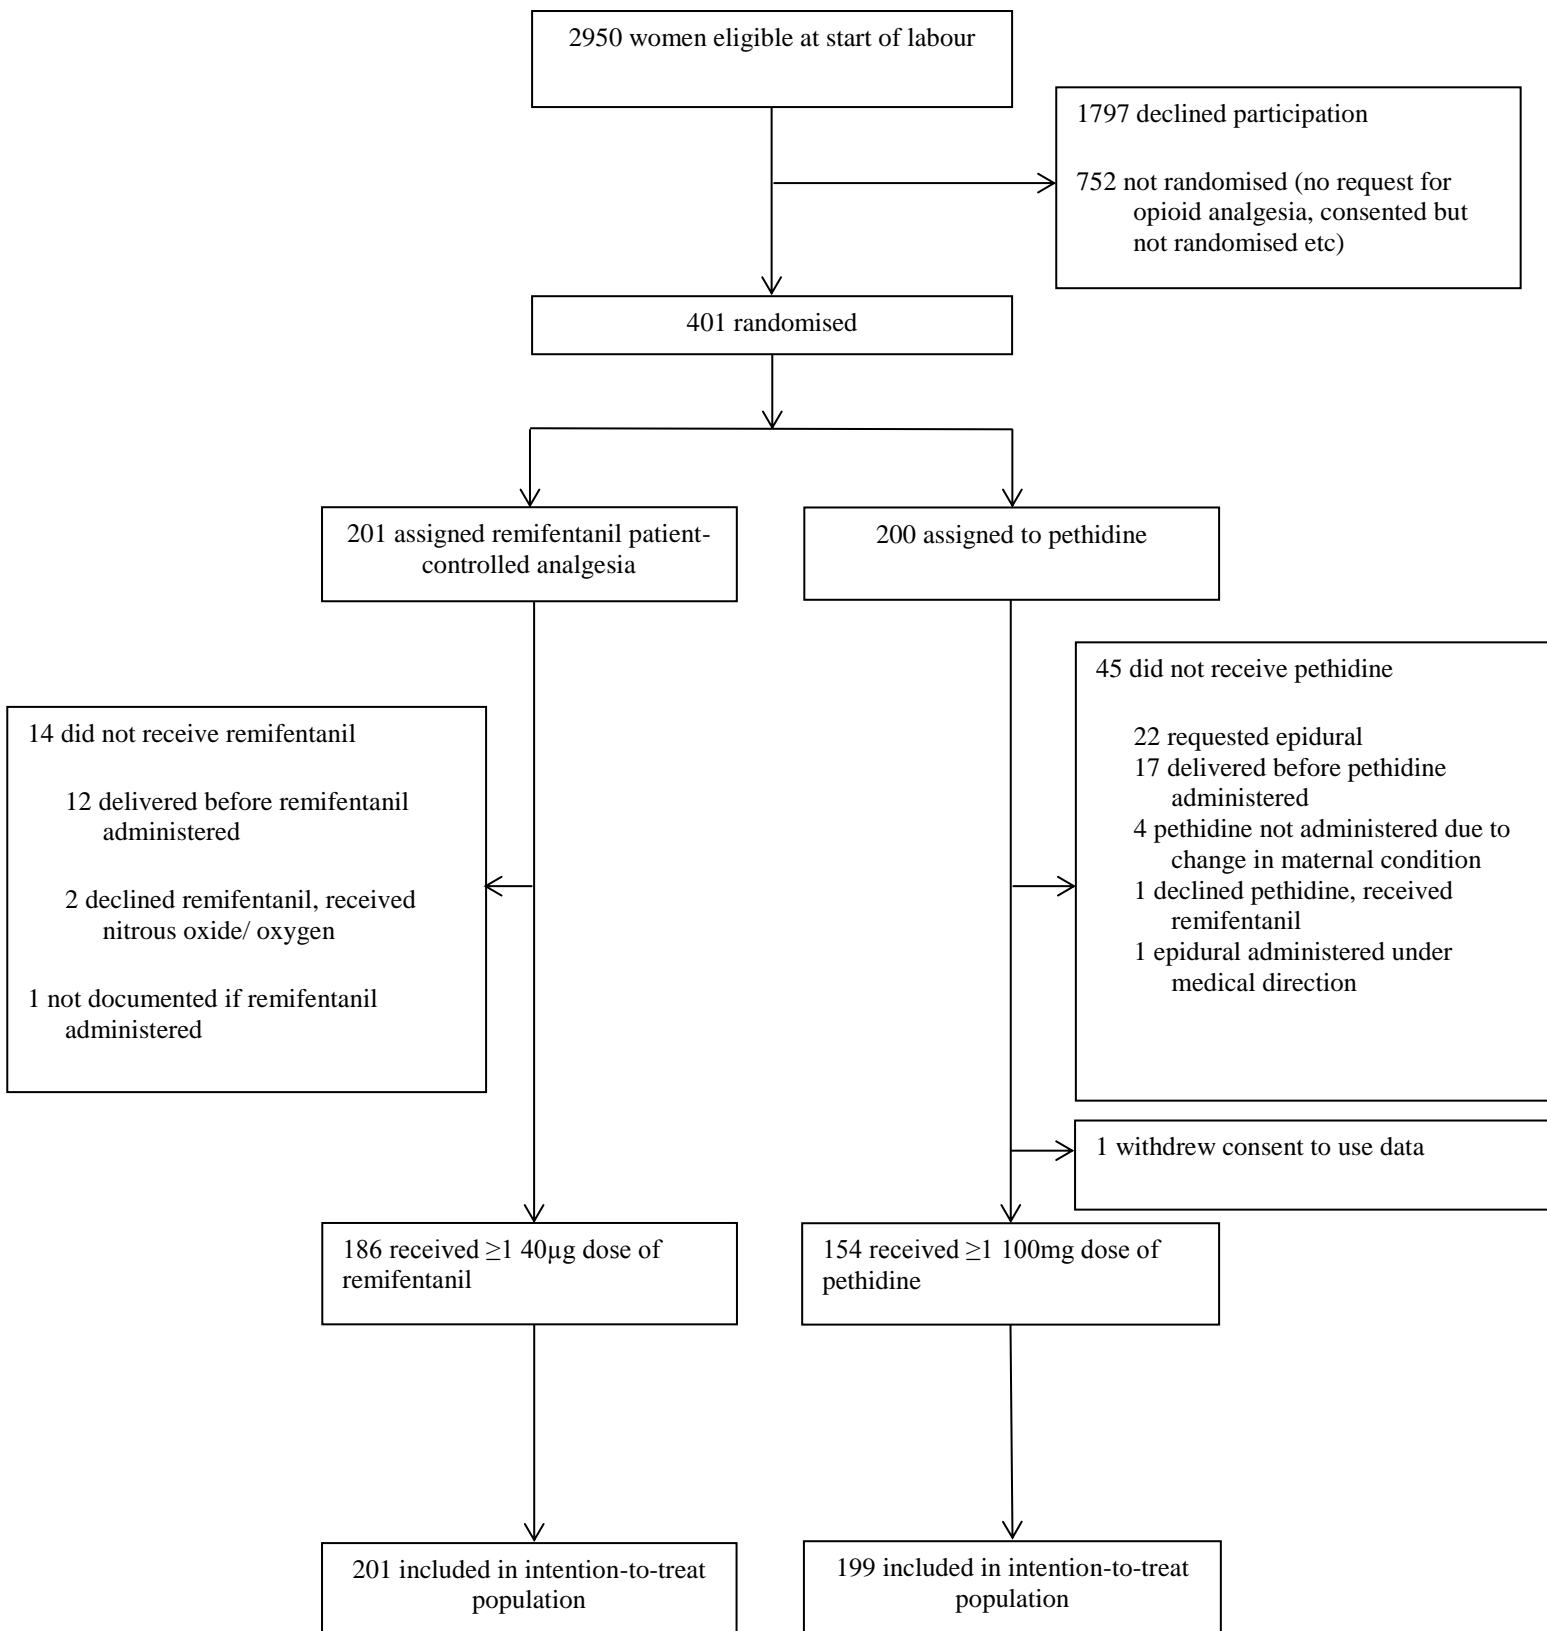 2950 women eligible at start of labour
1797 declined participation
752 not randomised (no request for
opioid analgesia, consented but
not randomised etc)
401 randomised
201 assigned remifentanil patient-
controlled analgesia
200 assigned to pethidine
45 did not receive pethidine
22 requested epidural
17 delivered before pethidine
administered
4 pethidine not administered due to
change in maternal condition
1 declined pethidine, received
remifentanil
1 epidural administered under
medical direction
14 did not receive remifentanil
12 delivered before remifentanil
administered
2 declined remifentanil, received
nitrous oxide/ oxygen
1 not documented if remifentanil
administered
1 withdrew consent to use data
186 received ≥1 40µg dose of
remifentanil
154 received ≥1 100mg dose of
pethidine
201 included in intention-to-treat
population
199 included in intention-to-treat
population